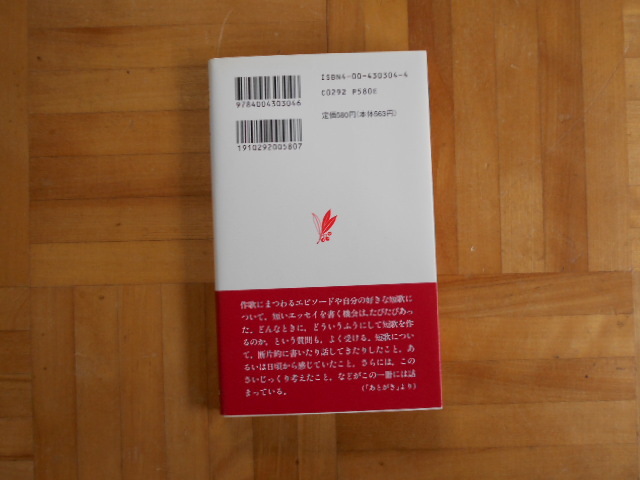 ISBN4-00-430304-4
C0292 P580E
定価580円(本体563円)
9784004303046
1910292005807
作歌にまつわるエピソードや自分の好きな短歌に
ついて、短いエッセイを書く機会は、たびたびあっ
た。どんなときに、どういうふうにして短歌を作
るのか、という質問も、よく受ける。短歌につい
て、断片的に書いたり話してきたりしたこと、あ
るいは日頃から感じていたこと、さらには、この
さいじっくり考えたこと、などがこの一冊には詰
まっている。
(「あとがき」より)